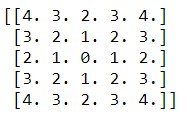 [[4. 3. 2. 3. 4.]
[3. 2. 1. 2. 3.]
[2. 1. 0. 1. 2.]
[3. 2. 1. 2. 3.]
[4. 3. 2. 3. 4.]]